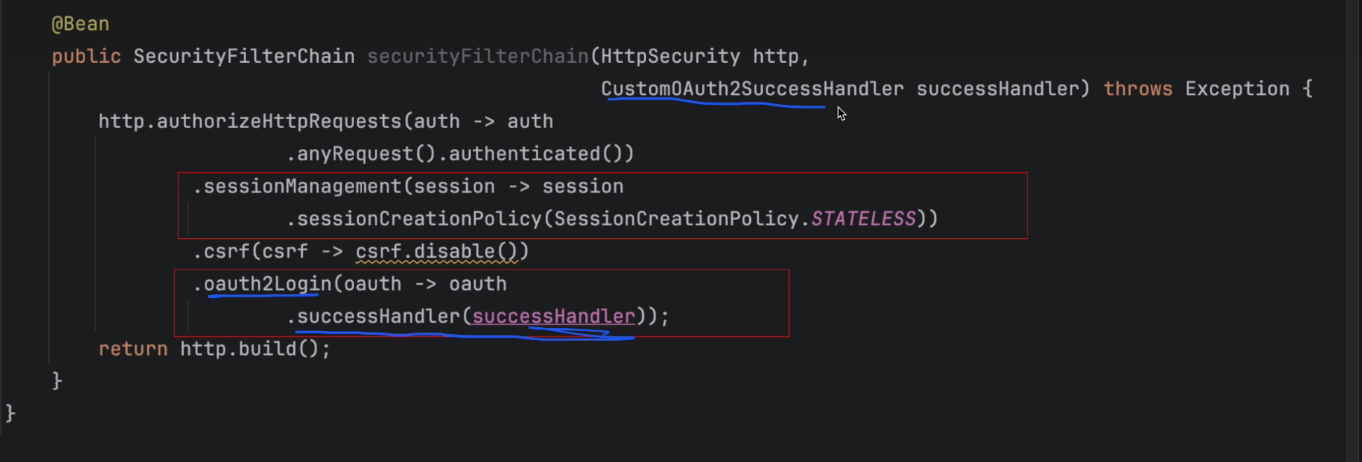 @Bean
public SecurityFilterChain securityFilterChain(HttpSecurity http,
CustomOAuth2SuccessHandler successHandler) throws Exception {
http.authorizeHttpRequests(auth -> auth
.anyRequest().authenticated())
.sessionManagement(session -> session
.sessionCreationPolicy(SessionCreationPolicy.STATELESS))
.csrf(csrf -> csrf.disable())
.oauth2Login(oauth -> oauth
.successHandler(successHandler));
return http.build();
}
}